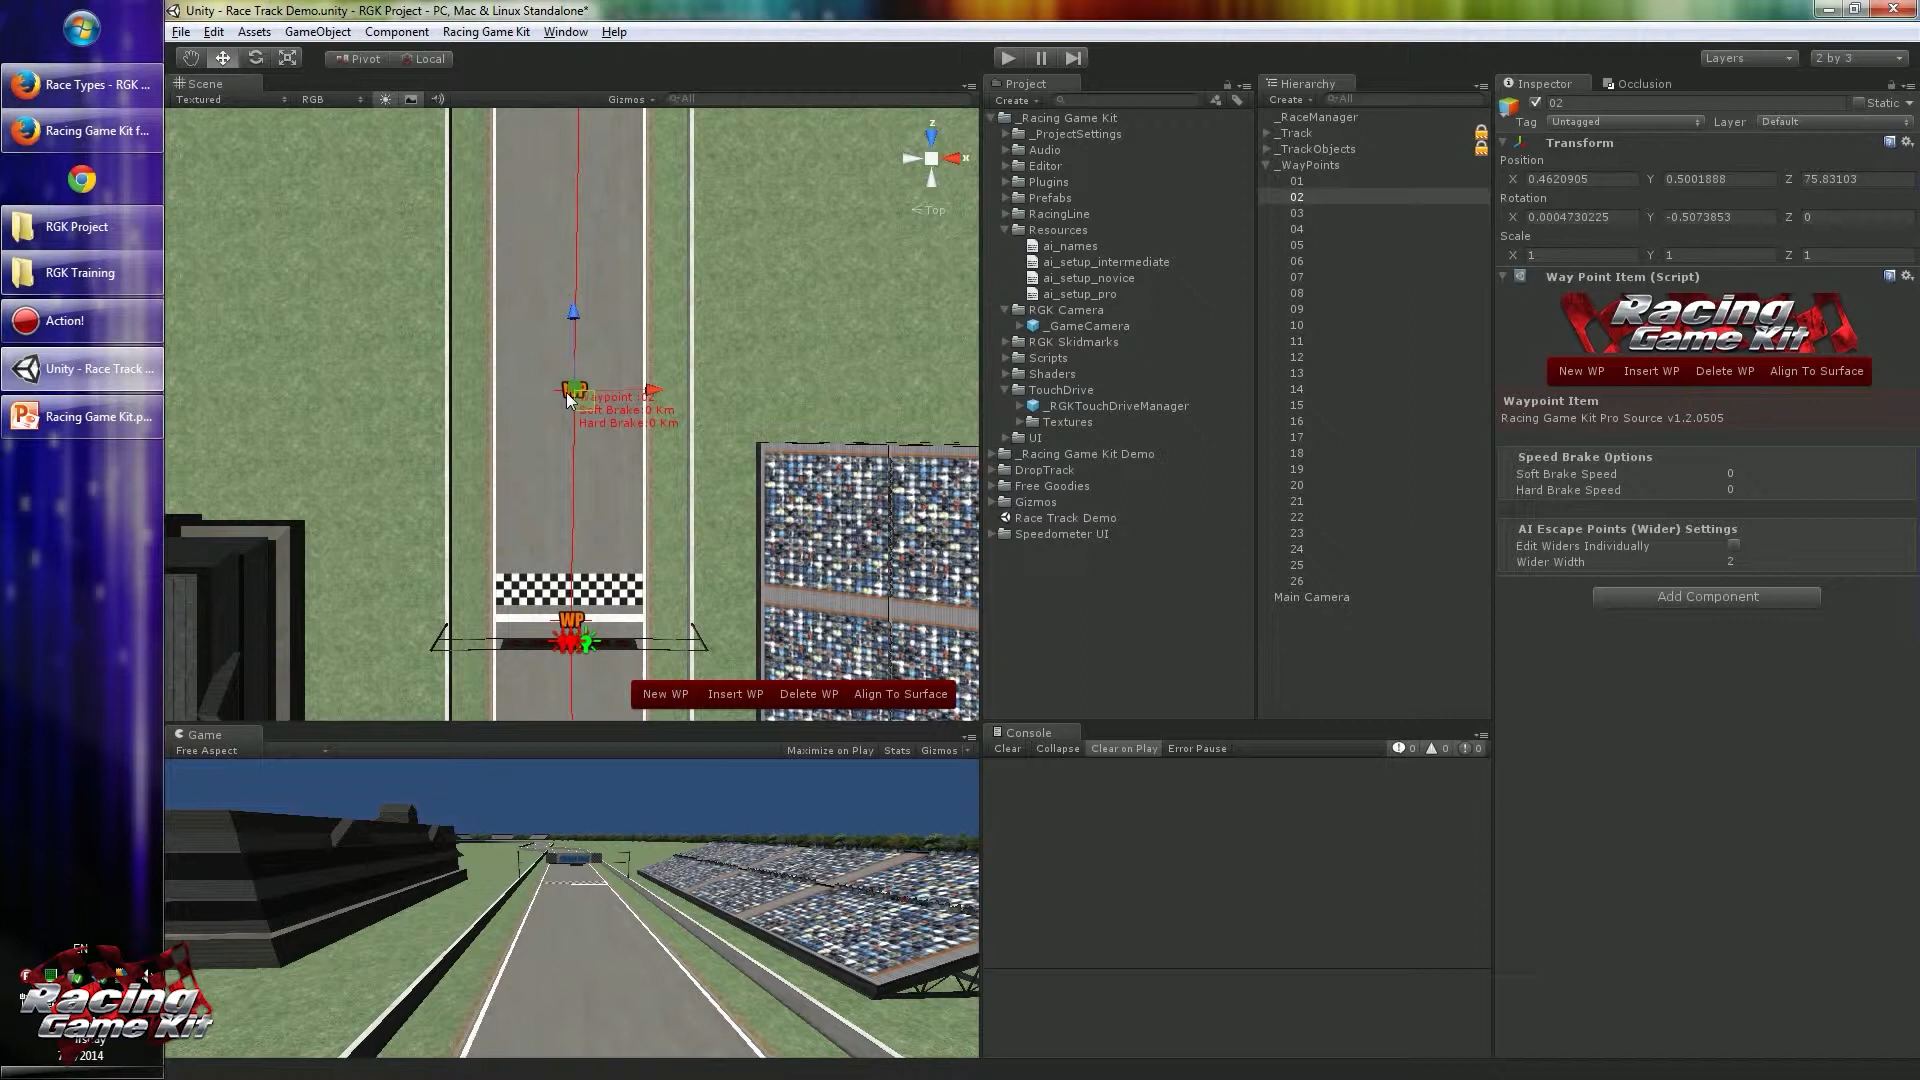 Unity - Race Track Demo.unity - RGK Project - PC, Mac & Linux Standalone*
File Edit Assets GameObject Component Racing Game Kit Window Help
Pivot Local
Layers 2 by 3
Race Types - RGK ...
Racing Game Kit f...
RGK Project
RGK Training
Action!
Unity - Race Track ...
Racing Game Kit.p...
EN
Racing
Game Kit
2014
Scene
Textured RGB Gizmos All
z
x
Top
Waypoint :02
Soft Brake:0 Km
Hard Brake:0 Km
WP
New WP Insert WP Delete WP Align To Surface
Game
Free Aspect Maximize on Play Stats Gizmos
Project
Create
_Racing Game Kit
_ProjectSettings
Audio
Editor
Plugins
Prefabs
RacingLine
Resources
ai_names
ai_setup_intermediate
ai_setup_novice
ai_setup_pro
RGK Camera
_GameCamera
RGK Skidmarks
Scripts
Shaders
TouchDrive
_RGKTouchDriveManager
Textures
UI
_Racing Game Kit Demo
DropTrack
Free Goodies
Gizmos
Race Track Demo
Speedometer UI
Hierarchy
Create All
_RaceManager
_Track
_TrackObjects
_WayPoints
01
02
03
04
05
06
07
08
09
10
11
12
13
14
15
16
17
18
19
20
21
22
23
24
25
26
Main Camera
Console
Clear Collapse Clear on Play Error Pause 0 0 0
Inspector Occlusion
02 Static
Tag Untagged Layer Default
Transform
Position
X 0.4620905 Y 0.5001888 Z 75.83103
Rotation
X 0.0004730225 Y -0.5073853 Z 0
Scale
X 1 Y 1 Z 1
Way Point Item (Script)
Racing
Game Kit
New WP Insert WP Delete WP Align To Surface
Waypoint Item
Racing Game Kit Pro Source v1.2.0505
Speed Brake Options
Soft Brake Speed 0
Hard Brake Speed 0
AI Escape Points (Wider) Settings
Edit Widers Individually
Wider Width 2
Add Component